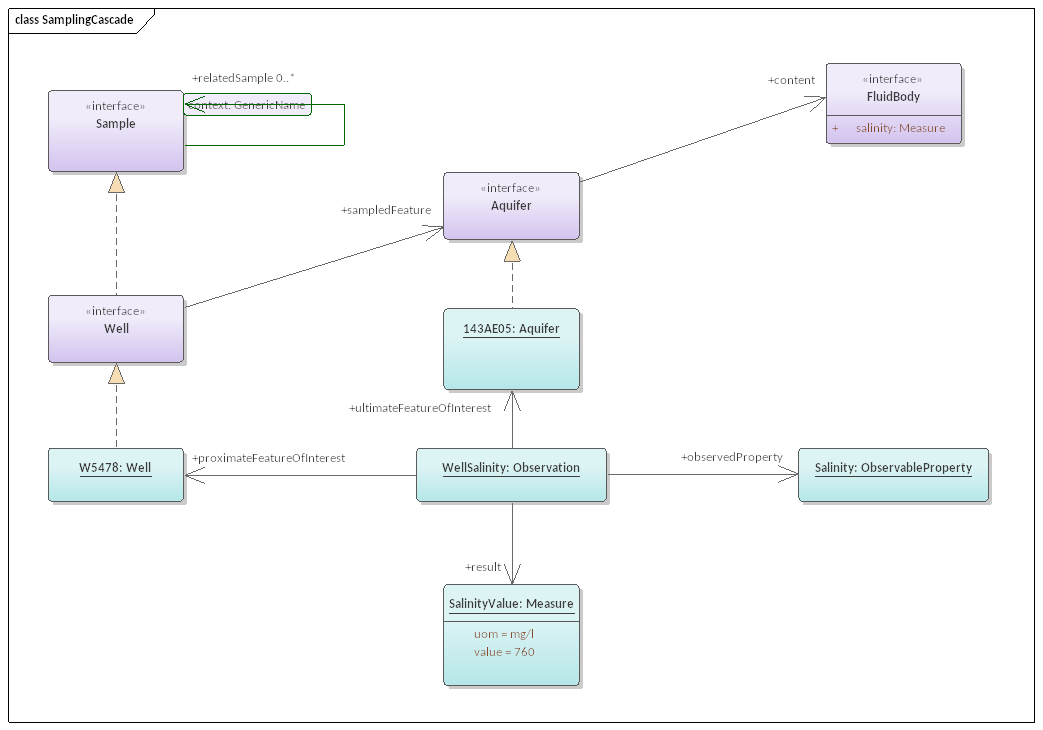 class SamplingCascade
+relatedSample 0..*
«interface»
Sample
context: GenericName
+content
«interface»
FluidBody
+ salinity: Measure
«interface»
Aquifer
+sampledFeature
«interface»
Well
143AE05: Aquifer
+ultimateFeatureOfInterest
W5478: Well
+proximateFeatureOfInterest
WellSalinity: Observation
+observedProperty
Salinity: ObservableProperty
+result
SalinityValue: Measure
uom = mg/l
value = 760